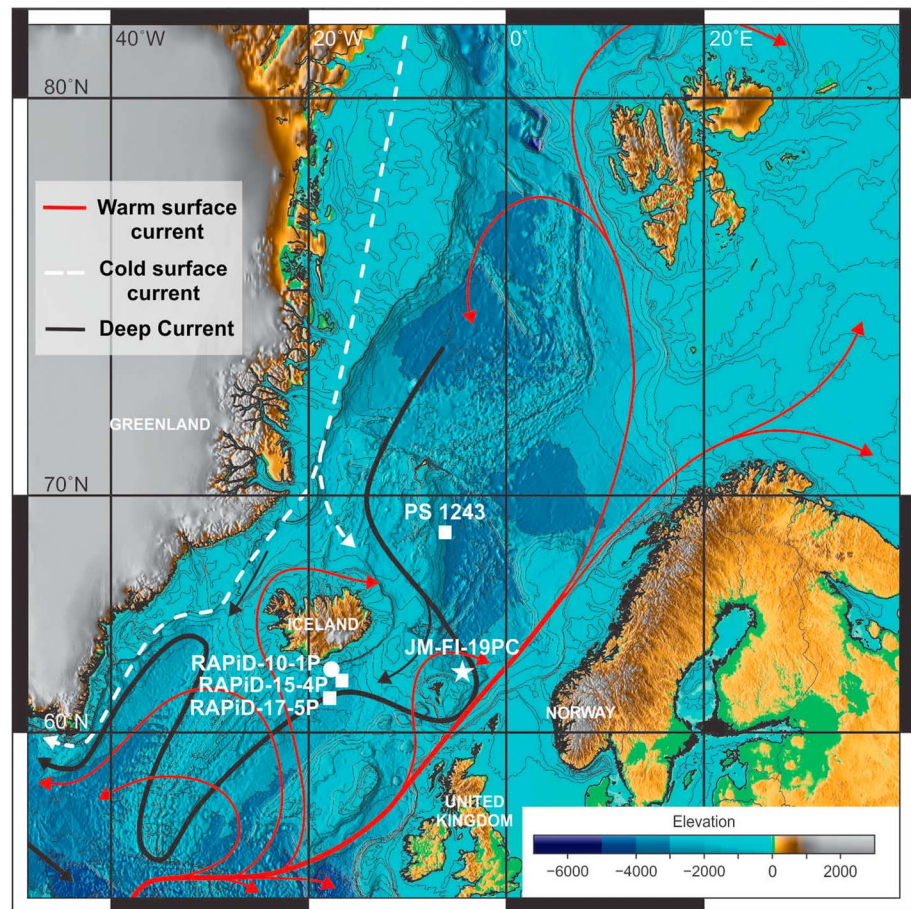 40˚W
20˚W
0˚
20˚E
80˚N
Warm surface
current
Cold surface
current
Deep Current
GREENLAND
70˚N
PS 1243
ICELAND
JM-FI-19PC
RAPiD-10-1P
RAPiD-15-4P
RAPiD-17-5P
60˚N
NORWAY
UNITED
KINGDOM
Elevation
−6000 −4000 −2000 0 2000